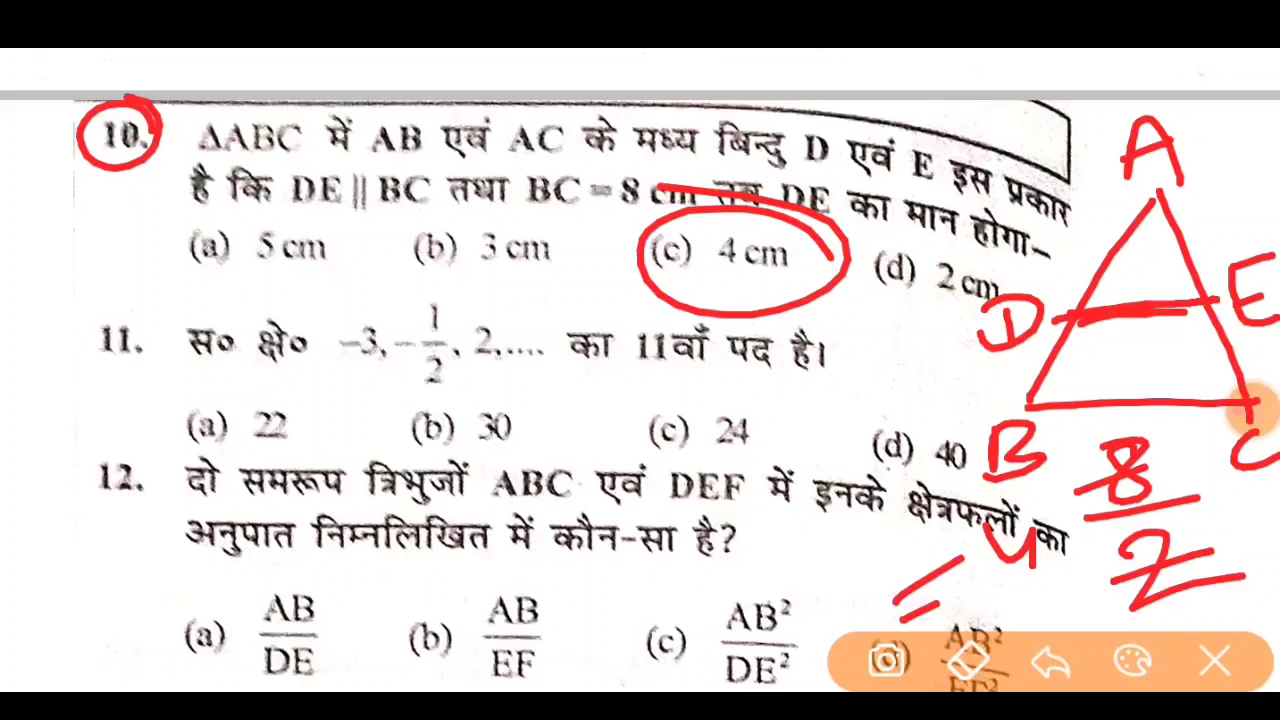 10. ΔABC में AB एवं AC के मध्य बिन्दु D एवं E इस प्रकार
है कि DE || BC तथा BC = 8 cm तब DE का मान होगा–
(a) 5 cm (b) 3 cm (c) 4 cm (d) 2 cm
11. स० क्षे० –3, –1/2, 2,.... का 11वाँ पद है।
(a) 22 (b) 30 (c) 24 (d) 40
12. दो समरूप त्रिभुजों ABC एवं DEF में इनके क्षेत्रफलों का
अनुपात निम्नलिखित में कौन-सा है?
(a) AB/DE (b) AB/EF (c) AB²/DE² AB²
A
D E
B C
8/2
= 4